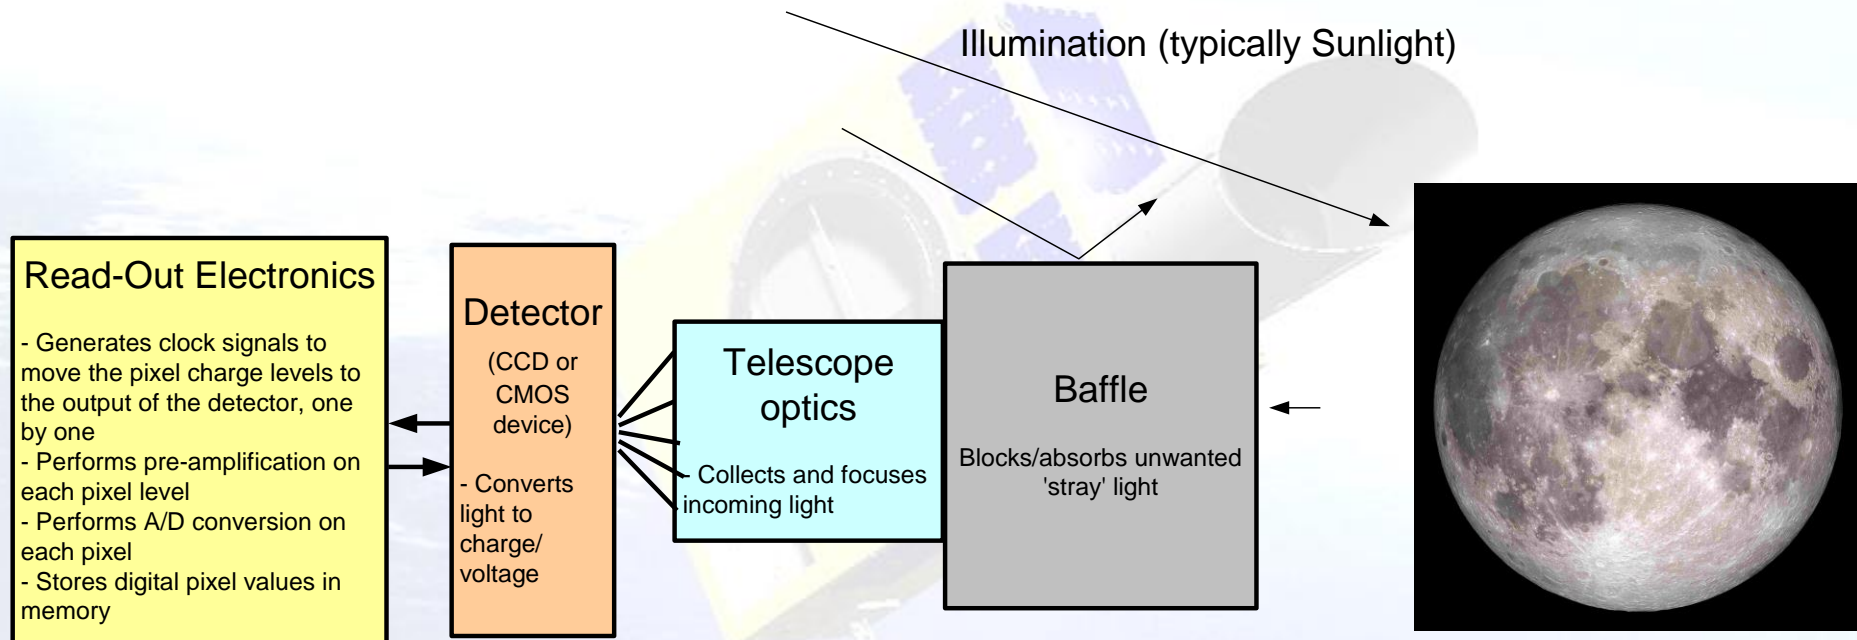 Illumination (typically Sunlight)
Read-Out Electronics
- Generates clock signals to
move the pixel charge levels to
the output of the detector, one
by one
- Performs pre-amplification on
each pixel level
- Performs A/D conversion on
each pixel
- Stores digital pixel values in
memory
Detector
(CCD or
CMOS
device)
- Converts
light to
charge/
voltage
Telescope
optics
- Collects and focuses
incoming light
Baffle
Blocks/absorbs unwanted
'stray' light